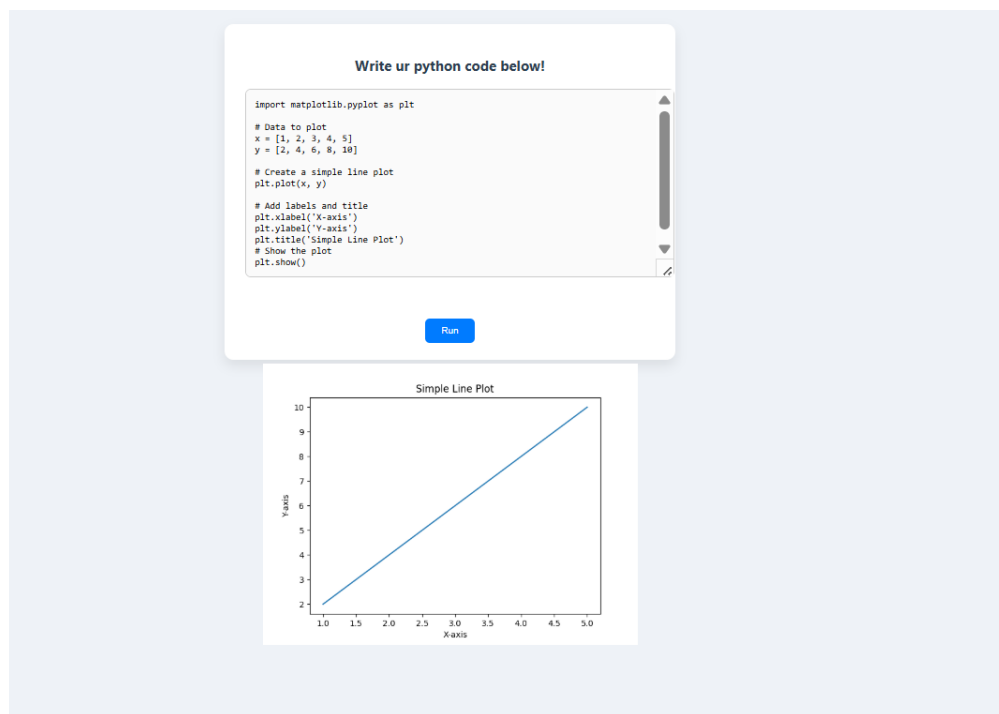 Write ur python code below!
import matplotlib.pyplot as plt
# Data to plot
x = [1, 2, 3, 4, 5]
y = [2, 4, 6, 8, 10]
# Create a simple line plot
plt.plot(x, y)
# Add labels and title
plt.xlabel('X-axis')
plt.ylabel('Y-axis')
plt.title('Simple Line Plot')
# Show the plot
plt.show()
Run
Simple Line Plot
10
9
8
7
6
5
4
3
2
Y-axis
1.0 1.5 2.0 2.5 3.0 3.5 4.0 4.5 5.0
X-axis